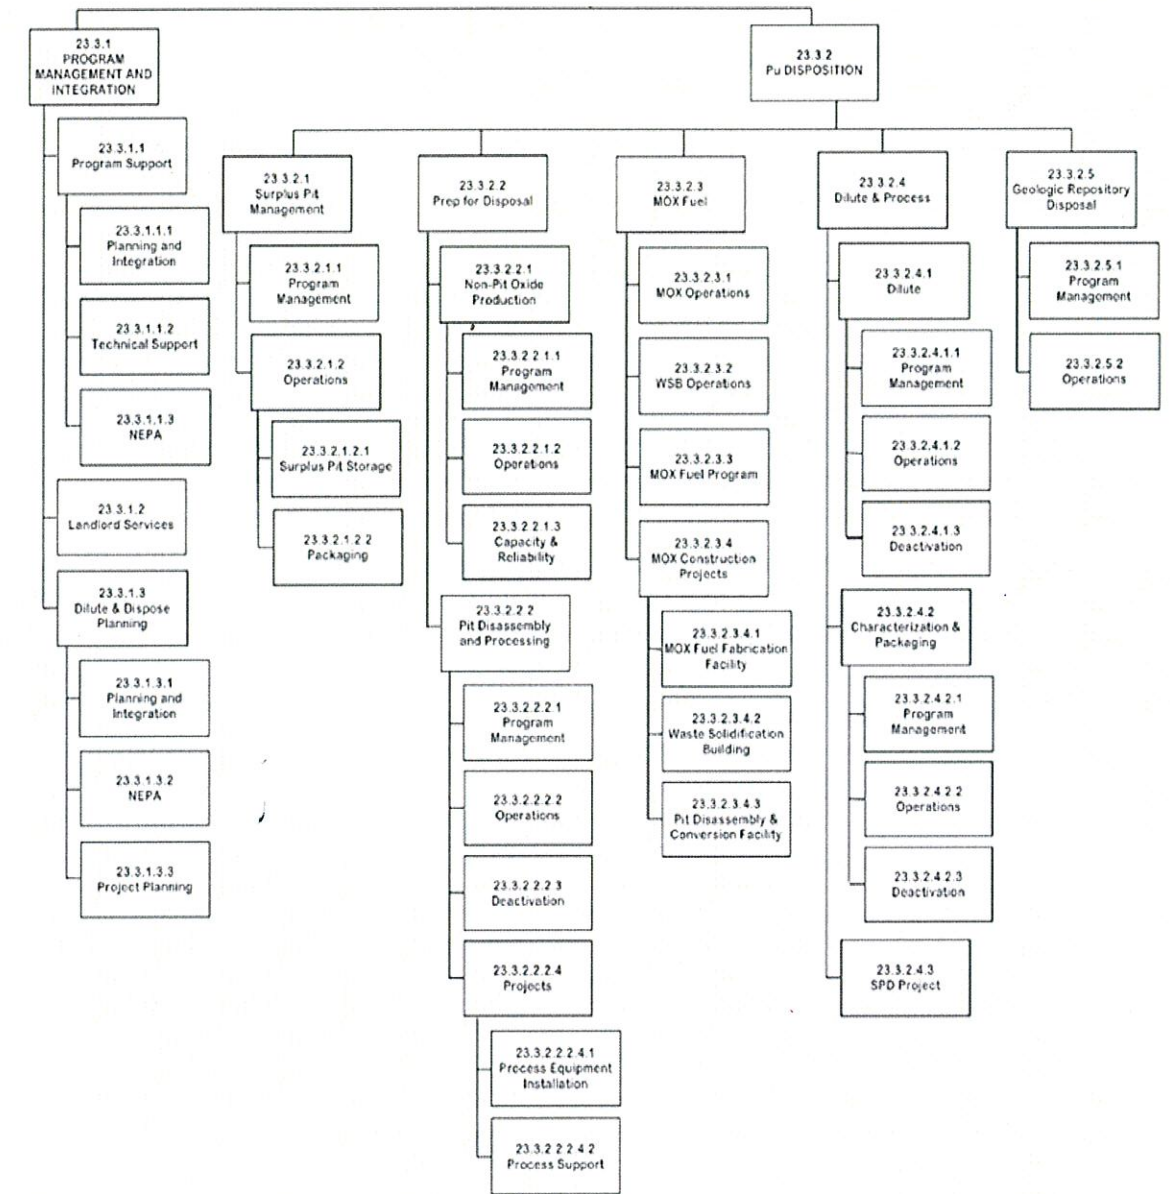 23.3.1
PROGRAM
MANAGEMENT AND
INTEGRATION
23.3.1.1
Program Support
23.3.1.1.1
Planning and
Integration
23.3.1.1.2
Technical Support
23.3.1.1.3
NEPA
23.3.1.2
Landlord Services
23.3.1.3
Dilute & Dispose
Planning
23.3.1.3.1
Planning and
Integration
23.3.1.3.2
NEPA
23.3.1.3.3
Project Planning
23.3.2
Pu DISPOSITION
23.3.2.1
Surplus Pit
Management
23.3.2.1.1
Program
Management
23.3.2.1.2
Operations
23.3.2.1.2.1
Surplus Pit Storage
23.3.2.1.2.2
Packaging
23.3.2.2
Prep for Disposal
23.3.2.2.1
Non-Pit Oxide
Production
23.3.2.2.1.1
Program
Management
23.3.2.2.1.2
Operations
23.3.2.2.1.3
Capacity &
Reliability
23.3.2.2.2
Pit Disassembly
and Processing
23.3.2.2.2.1
Program
Management
23.3.2.2.2.2
Operations
23.3.2.2.2.3
Deactivation
23.3.2.2.2.4
Projects
23.3.2.2.2.4.1
Process Equipment
Installation
23.3.2.2.2.4.2
Process Support
23.3.2.3
MOX Fuel
23.3.2.3.1
MOX Operations
23.3.2.3.2
WSB Operations
23.3.2.3.3
MOX Fuel Program
23.3.2.3.4
MOX Construction
Projects
23.3.2.3.4.1
MOX Fuel Fabrication
Facility
23.3.2.3.4.2
Waste Solidification
Building
23.3.2.3.4.3
Pit Disassembly &
Conversion Facility
23.3.2.4
Dilute & Process
23.3.2.4.1
Dilute
23.3.2.4.1.1
Program
Management
23.3.2.4.1.2
Operations
23.3.2.4.1.3
Deactivation
23.3.2.4.2
Characterization &
Packaging
23.3.2.4.2.1
Program
Management
23.3.2.4.2.2
Operations
23.3.2.4.2.3
Deactivation
23.3.2.4.3
SPD Project
23.3.2.5
Geologic Repository
Disposal
23.3.2.5.1
Program
Management
23.3.2.5.2
Operations